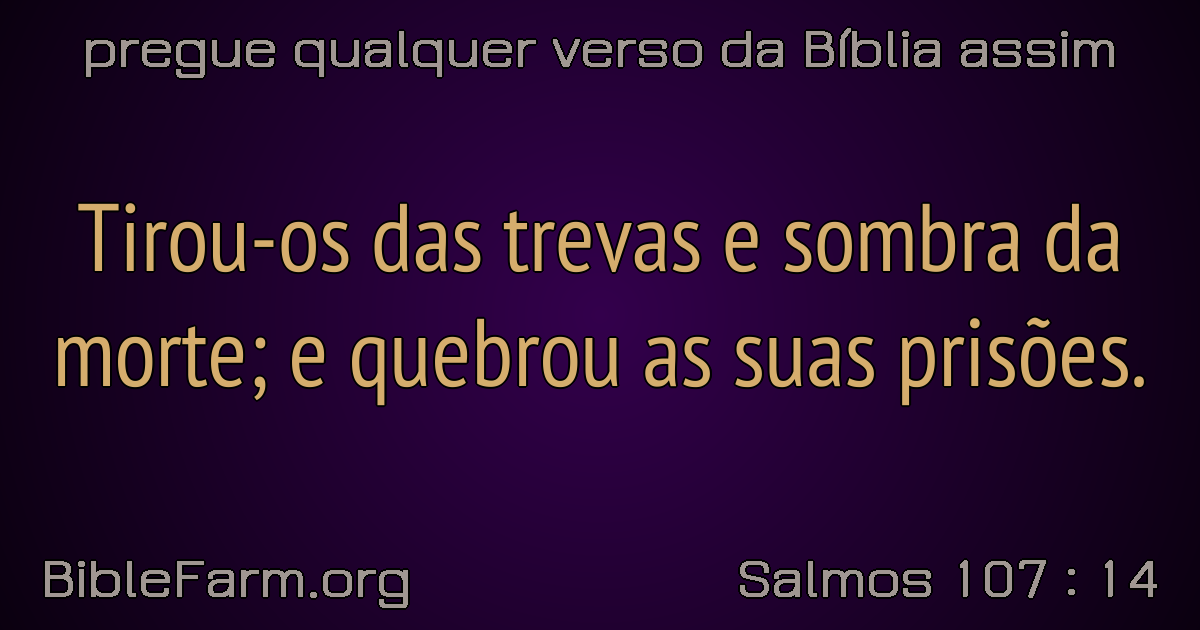 pregue qualquer verso da Bíblia assim
Tirou-os das trevas e sombra da
morte; e quebrou as suas prisões.
BibleFarm.org
Salmos 107 : 14